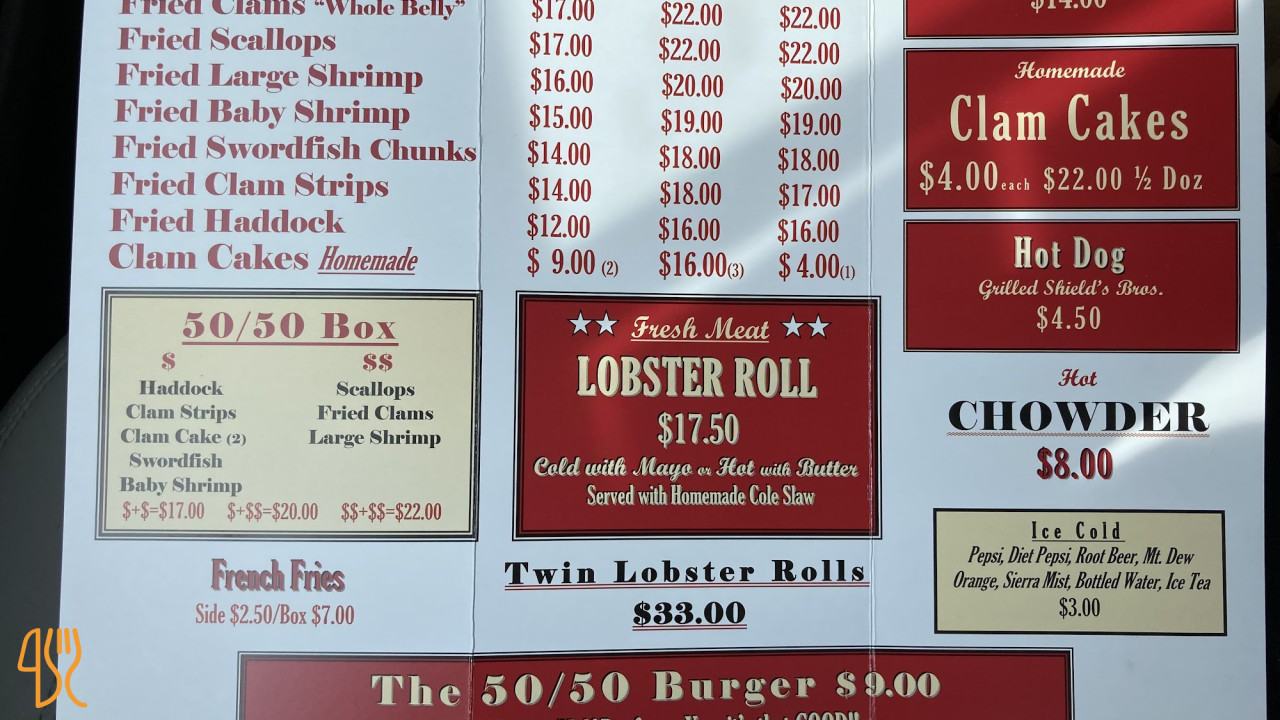 Fried Clams “Whole Belly” $17.00 $22.00 $22.00
Fried Scallops $17.00 $22.00 $22.00
Fried Large Shrimp $16.00 $20.00 $20.00
Fried Baby Shrimp $15.00 $19.00 $19.00
Fried Swordfish Chunks $14.00 $18.00 $18.00
Fried Clam Strips $14.00 $18.00 $17.00
Fried Haddock $12.00 $16.00 $16.00
Clam Cakes Homemade $ 9.00 (2) $16.00(3) $ 4.00(1)
50/50 Box
$ $$
Haddock Scallops
Clam Strips Fried Clams
Clam Cake (2) Large Shrimp
Swordfish
Baby Shrimp
$+$=$17.00 $+$$=$20.00 $$+$$=$22.00
French Fries
Side $2.50/Box $7.00
Fresh Meat
LOBSTER ROLL
$17.50
Cold with Mayo or Hot with Butter
Served with Homemade Cole Slaw
Twin Lobster Rolls
$33.00
$14.00
Homemade
Clam Cakes
$4.00 each $22.00 ½ Doz
Hot Dog
Grilled Shield's Bros.
$4.50
Hot
CHOWDER
$8.00
Ice Cold
Pepsi, Diet Pepsi, Root Beer, Mt. Dew
Orange, Sierra Mist, Bottled Water, Ice Tea
$3.00
The 50/50 Burger $9.00